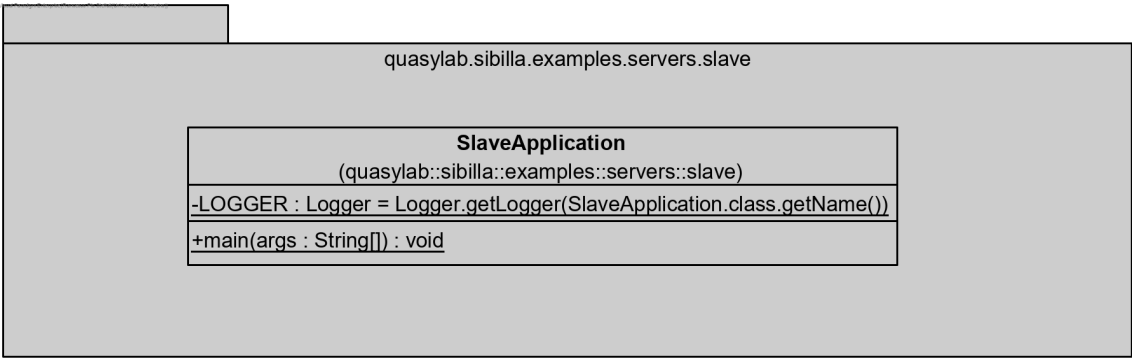 quasylab.sibilla.examples.servers.slave
SlaveApplication
(quasylab::sibilla::examples::servers::slave)
-LOGGER : Logger = Logger.getLogger(SlaveApplication.class.getName())
+main(args : String[]) : void